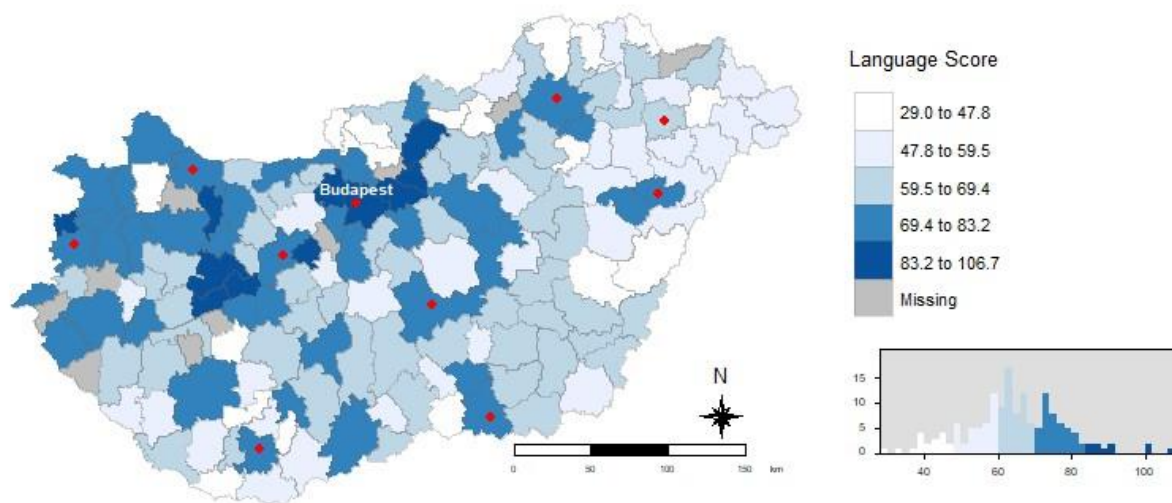 Budapest
Language Score
29.0 to 47.8
47.8 to 59.5
59.5 to 69.4
69.4 to 83.2
83.2 to 106.7
Missing
N
0 50 100 150 km
15
10
5
0
40 60 80 100